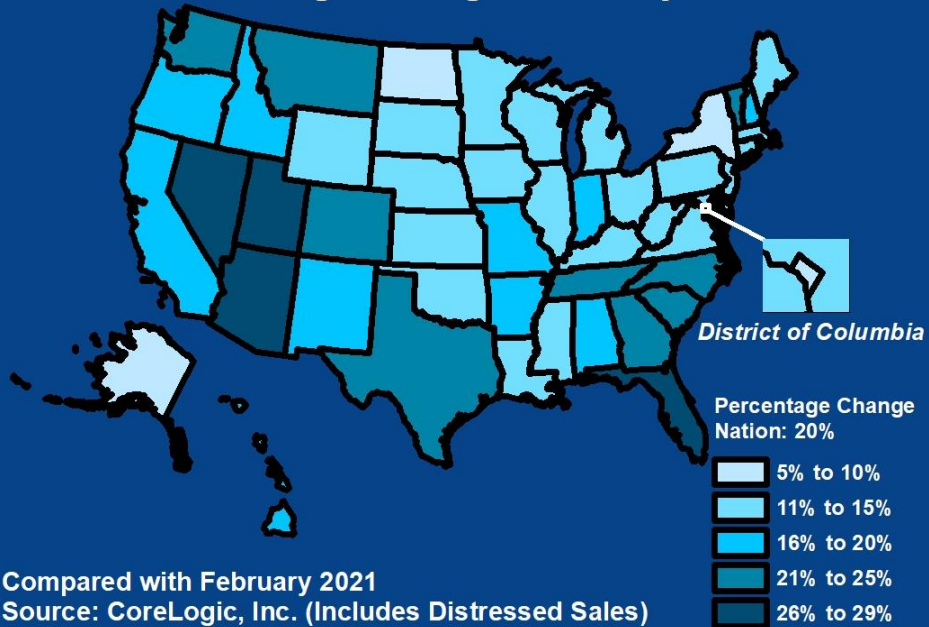 District of Columbia
Percentage Change
Nation: 20%
5% to 10%
11% to 15%
16% to 20%
21% to 25%
26% to 29%
Compared with February 2021
Source: CoreLogic, Inc. (Includes Distressed Sales)